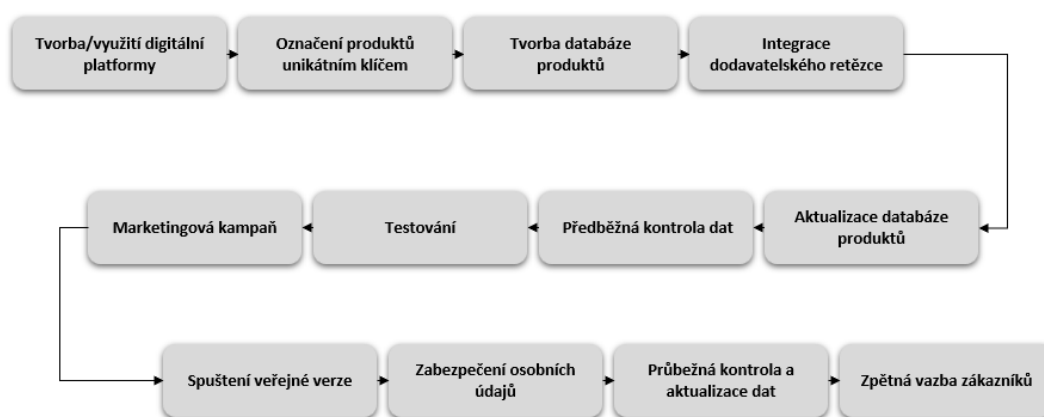 Tvorba/využití digitální
platformy
Označení produktů
unikátním klíčem
Tvorba databáze
produktů
Integrace
dodavatelského retězce
Aktualizace databáze
produktů
Předběžná kontrola dat
Testování
Marketingová kampaň
Spuštení veřejné verze
Zabezpečení osobních
údajů
Průbežná kontrola a
aktualizace dat
Zpětná vazba zákazníků